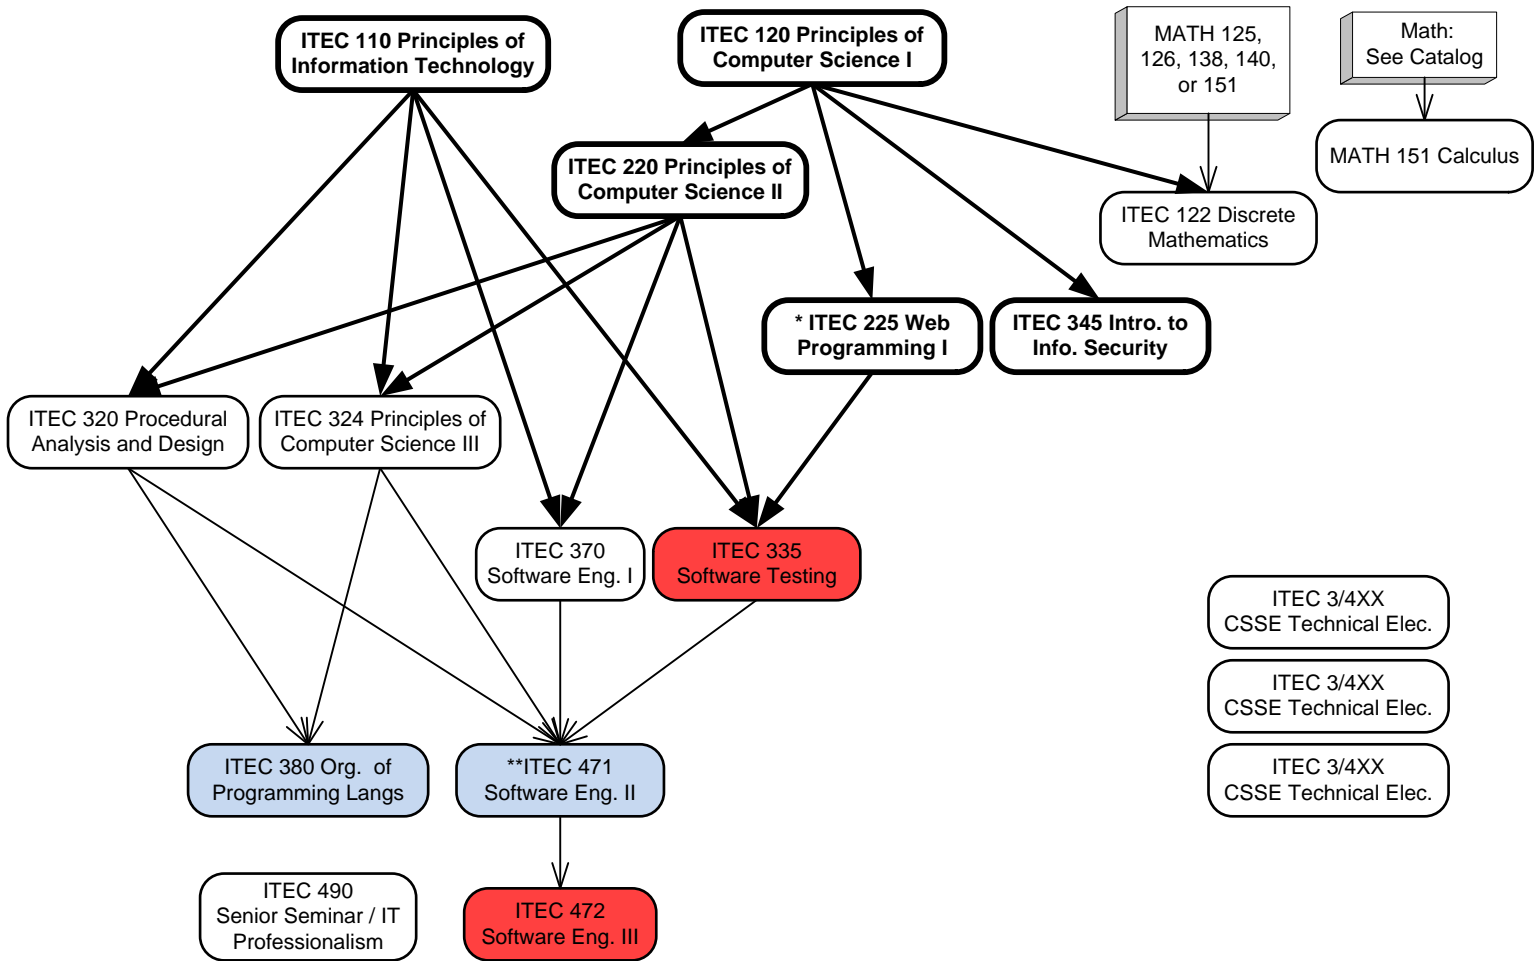 ITEC 110 Principles of
Information Technology
ITEC 120 Principles of
Computer Science I
MATH 125,
126, 138, 140,
or 151
Math:
See Catalog
ITEC 220 Principles of
Computer Science II
MATH 151 Calculus
ITEC 122 Discrete
Mathematics
* ITEC 225 Web
Programming I
ITEC 345 Intro. to
Info. Security
ITEC 320 Procedural
Analysis and Design
ITEC 324 Principles of
Computer Science III
ITEC 370
Software Eng. I
ITEC 335
Software Testing
ITEC 3/4XX
CSSE Technical Elec.
ITEC 3/4XX
CSSE Technical Elec.
ITEC 380 Org. of
Programming Langs
**ITEC 471
Software Eng. II
ITEC 3/4XX
CSSE Technical Elec.
ITEC 490
Senior Seminar / IT
Professionalism
ITEC 472
Software Eng. III